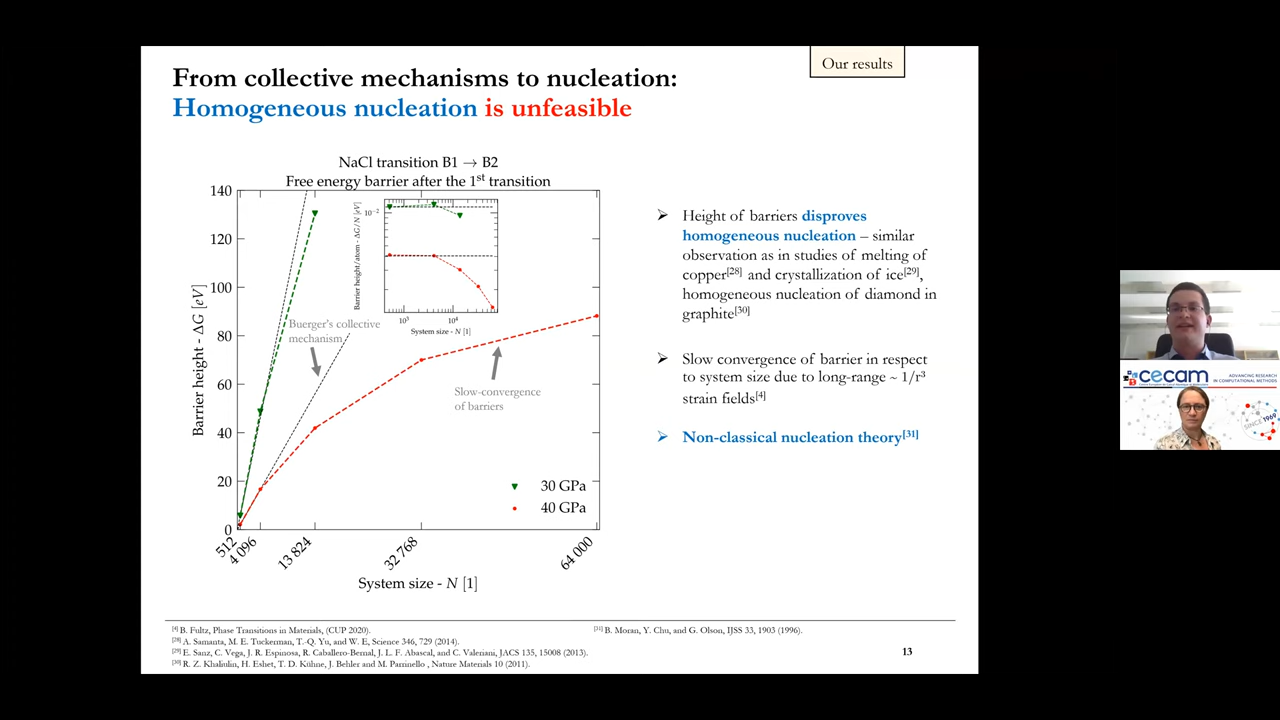 Our results
From collective mechanisms to nucleation:
Homogeneous nucleation is unfeasible
NaCl transition B1 → B2
Free energy barrier after the 1st transition
Barrier height - ΔG [eV]
140
120
100
80
60
40
20
0
512
4 096
13 824
32 768
64 000
System size - N [1]
Barrier height/atom - ΔG/N [eV]
10⁻²
10³
10⁴
System size - N [1]
Buerger's collective
mechanism
Slow-convergence
of barriers
30 GPa
40 GPa
Height of barriers disproves
homogeneous nucleation – similar
observation as in studies of melting of
copper[28] and crystallization of ice[29],
homogeneous nucleation of diamond in
graphite[30]
Slow convergence of barrier in respect
to system size due to long-range ~ 1/r³
strain fields[4]
Non-classical nucleation theory[31]
[4] B. Fultz, Phase Transitions in Materials, (CUP 2020).
[28] A. Samanta, M. E. Tuckerman, T.-Q. Yu, and W. E, Science 346, 729 (2014).
[29] E. Sanz, C. Vega, J. R. Espinosa, R. Caballero-Bernal, J. L. F. Abascal, and C. Valeriani, JACS 135, 15008 (2013).
[30] R. Z. Khaliulin, H. Eshet, T. D. Kühne, J. Behler and M. Parrinello , Nature Materials 10 (2011).
[31] B. Moran, Y. Chu, and G. Olson, IJSS 33, 1903 (1996).
13
cecam
ADVANCING RESEARCH
IN COMPUTATIONAL METHODS
SINCE 1969